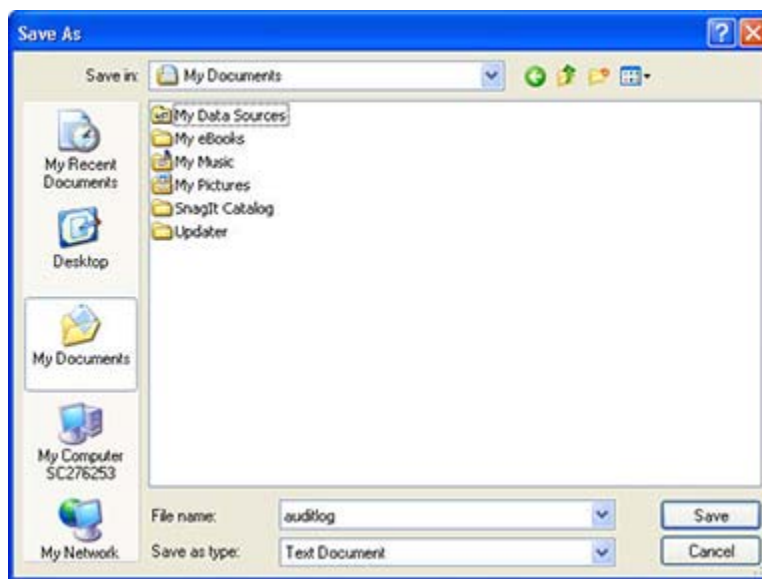 Save As
Save in:
My Documents
My Recent
Documents
Desktop
My Documents
My Computer
SC276253
My Network
My Data Sources
My eBooks
My Music
My Pictures
SnagIt Catalog
Updater
File name:
auditlog
Save
Save as type:
Text Document
Cancel